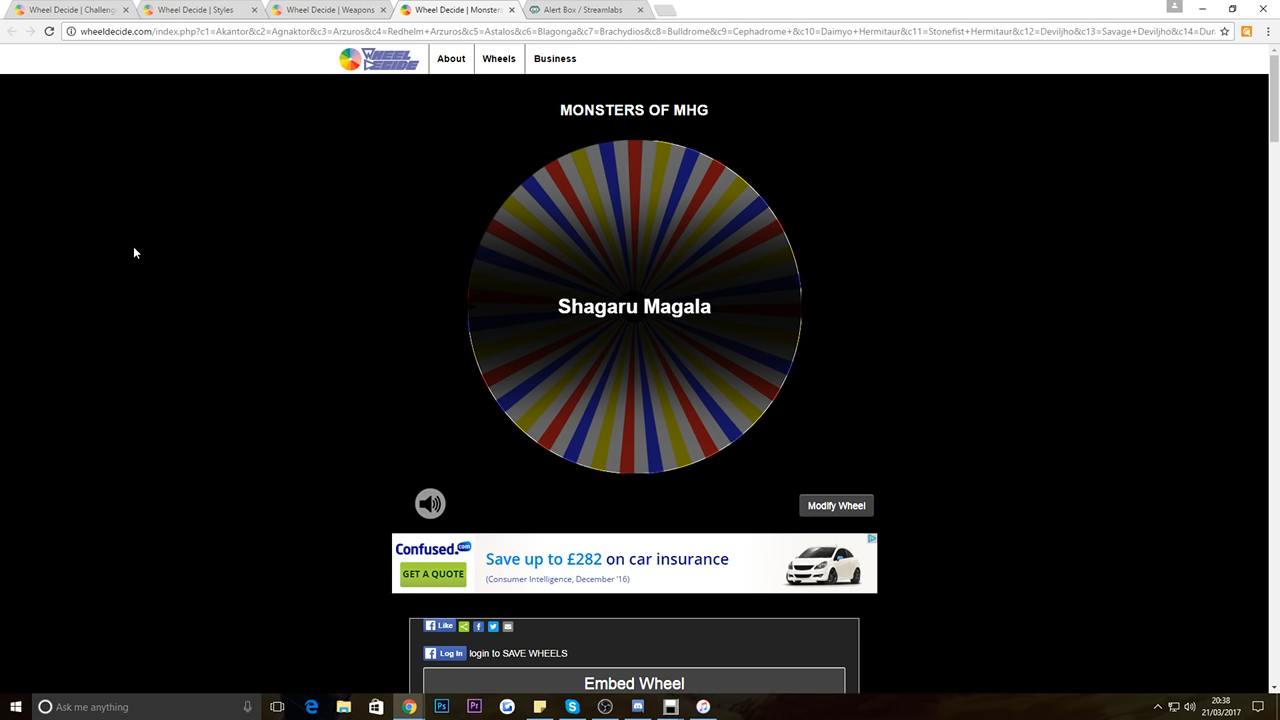 Wheel Decide | Challeng
Wheel Decide | Styles
Wheel Decide | Weapons
Wheel Decide | Monsters
Alert Box / Streamlabs
wheeldecide.com/index.php?c1=Akantor&c2=Agnaktor&c3=Arzuros&c4=Redhelm+Arzuros&c5=Astalos&c6=Blagonga&c7=Brachydios&c8=Bulldrome&c9=Cephadrome+&c10=Daimyo+Hermitaur&c11=Stonefist+Hermitaur&c12=Deviljho&c13=Savage+Deviljho&c14=Dur
WHEEL DECIDE
About
Wheels
Business
MONSTERS OF MHG
Shagaru Magala
Modify Wheel
Confused.com
Save up to £282 on car insurance
GET A QUOTE
(Consumer Intelligence, December '16)
Like
Log In
login to SAVE WHEELS
Embed Wheel
Ask me anything
Ps
Pr
20:38
21/03/2017